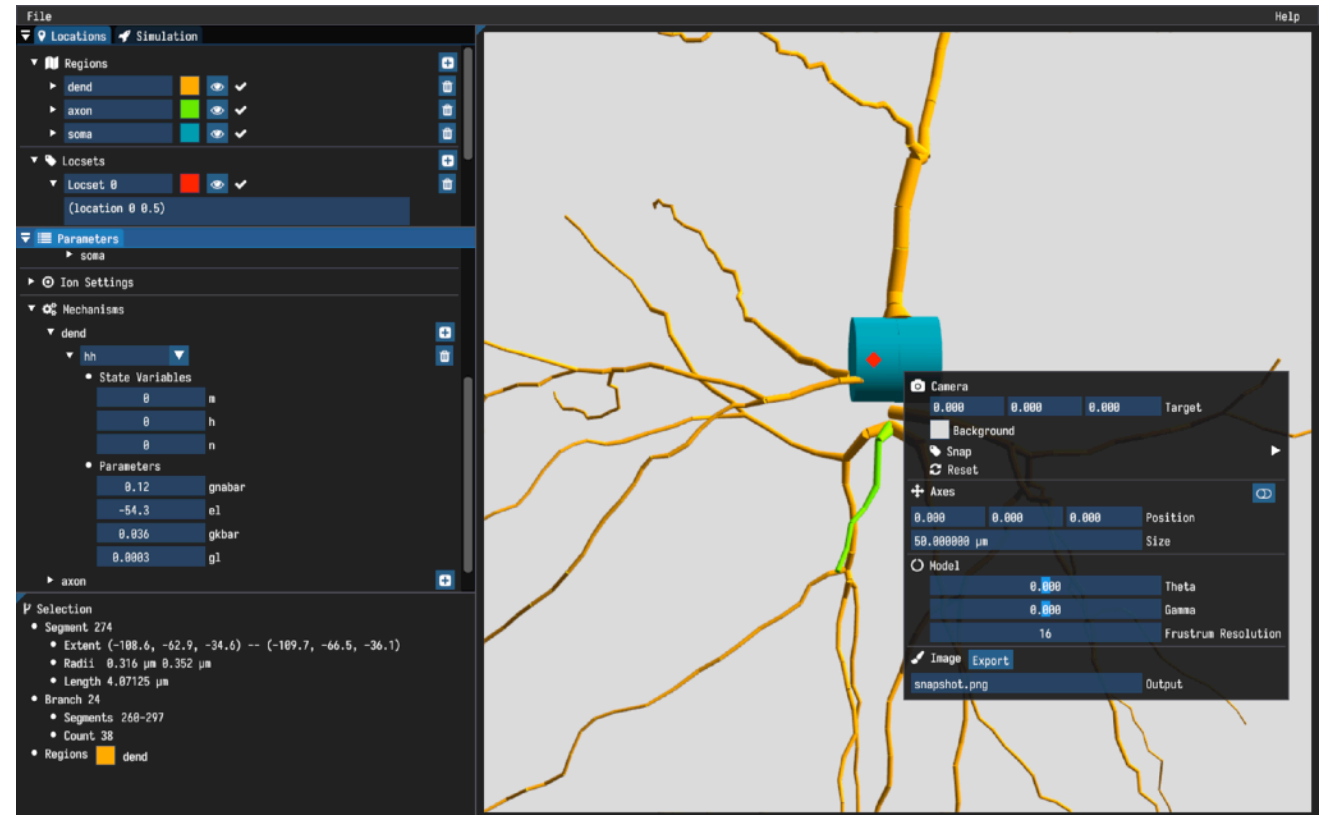 File Help
Locations Simulation
Regions
dend
axon
soma
Locsets
Locset 0
(location 0 0.5)
Parameters
soma
Ion Settings
Mechanisms
dend
hh
State Variables
0 m
0 h
0 n
Parameters
0.12 gnabar
-54.3 el
0.036 gkbar
0.0003 gl
axon
Selection
Segment 274
Extent (-108.6, -62.9, -34.6) -- (-109.7, -66.5, -36.1)
Radii 0.316 µm 0.352 µm
Length 4.07125 µm
Branch 24
Segments 260-297
Count 38
Regions dend
Camera
0.000 0.000 0.000 Target
Background
Snap
Reset
Axes
0.000 0.000 0.000 Position
50.000000 µm Size
Model
0.000 Theta
0.000 Gamma
16 Frustrum Resolution
Image Export
snapshot.png Output